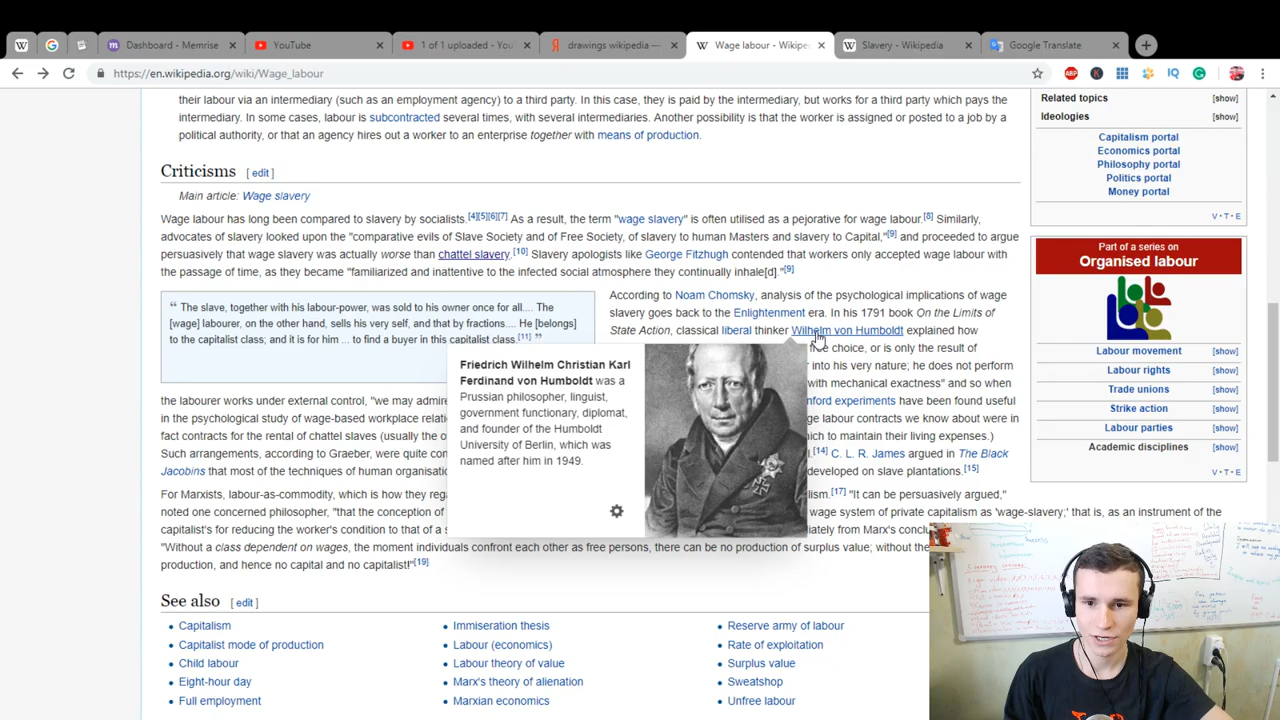 Dashboard - Memrise
YouTube
1 of 1 uploaded - You
drawings wikipedia —
Wage labour - Wikipe
Slavery - Wikipedia
Google Translate
https://en.wikipedia.org/wiki/Wage_labour
ABP
K
IQ
G
their labour via an intermediary (such as an employment agency) to a third party. In this case, they is paid by the intermediary, but works for a third party which pays the
intermediary. In some cases, labour is subcontracted several times, with several intermediaries. Another possibility is that the worker is assigned or posted to a job by a
political authority, or that an agency hires out a worker to an enterprise together with means of production.
Criticisms [ edit ]
Main article: Wage slavery
Wage labour has long been compared to slavery by socialists.[4][5][6][7] As a result, the term "wage slavery" is often utilised as a pejorative for wage labour.[8] Similarly,
advocates of slavery looked upon the "comparative evils of Slave Society and of Free Society, of slavery to human Masters and slavery to Capital,"[9] and proceeded to argue
persuasively that wage slavery was actually worse than chattel slavery.[10] Slavery apologists like George Fitzhugh contended that workers only accepted wage labour with
the passage of time, as they became "familiarized and inattentive to the infected social atmosphere they continually inhale[d]."[9]
“ The slave, together with his labour-power, was sold to his owner once for all.... The
[wage] labourer, on the other hand, sells his very self, and that by fractions.... He [belongs]
to the capitalist class; and it is for him ... to find a buyer in this capitalist class.[11] ”
According to Noam Chomsky, analysis of the psychological implications of wage
slavery goes back to the Enlightenment era. In his 1791 book On the Limits of
State Action, classical liberal thinker Wilhelm von Humboldt explained how
free choice, or is only the result of
into his very nature; he does not perform
with mechanical exactness" and so when
the labourer works under external control, "we may admire
nford experiments have been found useful
in the psychological study of wage-based workplace relati
age labour contracts we know about were in
fact contracts for the rental of chattel slaves (usually the o
ich to maintain their living expenses.)
Such arrangements, according to Graeber, were quite con
l.[14] C. L. R. James argued in The Black
Jacobins that most of the techniques of human organisatio
developed on slave plantations.[15]
For Marxists, labour-as-commodity, which is how they rega
lism.[17] "It can be persuasively argued,"
noted one concerned philosopher, "that the conception of
wage system of private capitalism as 'wage-slavery;' that is, as an instrument of the
capitalist's for reducing the worker's condition to that of a s
iately from Marx's conclu
"Without a class dependent on wages, the moment individuals confront each other as free persons, there can be no production of surplus value; without the
production, and hence no capital and no capitalist!"[19]
Friedrich Wilhelm Christian Karl
Ferdinand von Humboldt was a
Prussian philosopher, linguist,
government functionary, diplomat,
and founder of the Humboldt
University of Berlin, which was
named after him in 1949.
See also [ edit ]
• Capitalism
• Capitalist mode of production
• Child labour
• Eight-hour day
• Full employment
• Immiseration thesis
• Labour (economics)
• Labour theory of value
• Marx's theory of alienation
• Marxian economics
• Reserve army of labour
• Rate of exploitation
• Surplus value
• Sweatshop
• Unfree labour
Related topics [show]
Ideologies [show]
Capitalism portal
Economics portal
Philosophy portal
Politics portal
Money portal
V·T·E
Part of a series on
Organised labour
Labour movement [show]
Labour rights [show]
Trade unions [show]
Strike action [show]
Labour parties [show]
Academic disciplines [show]
V·T·E